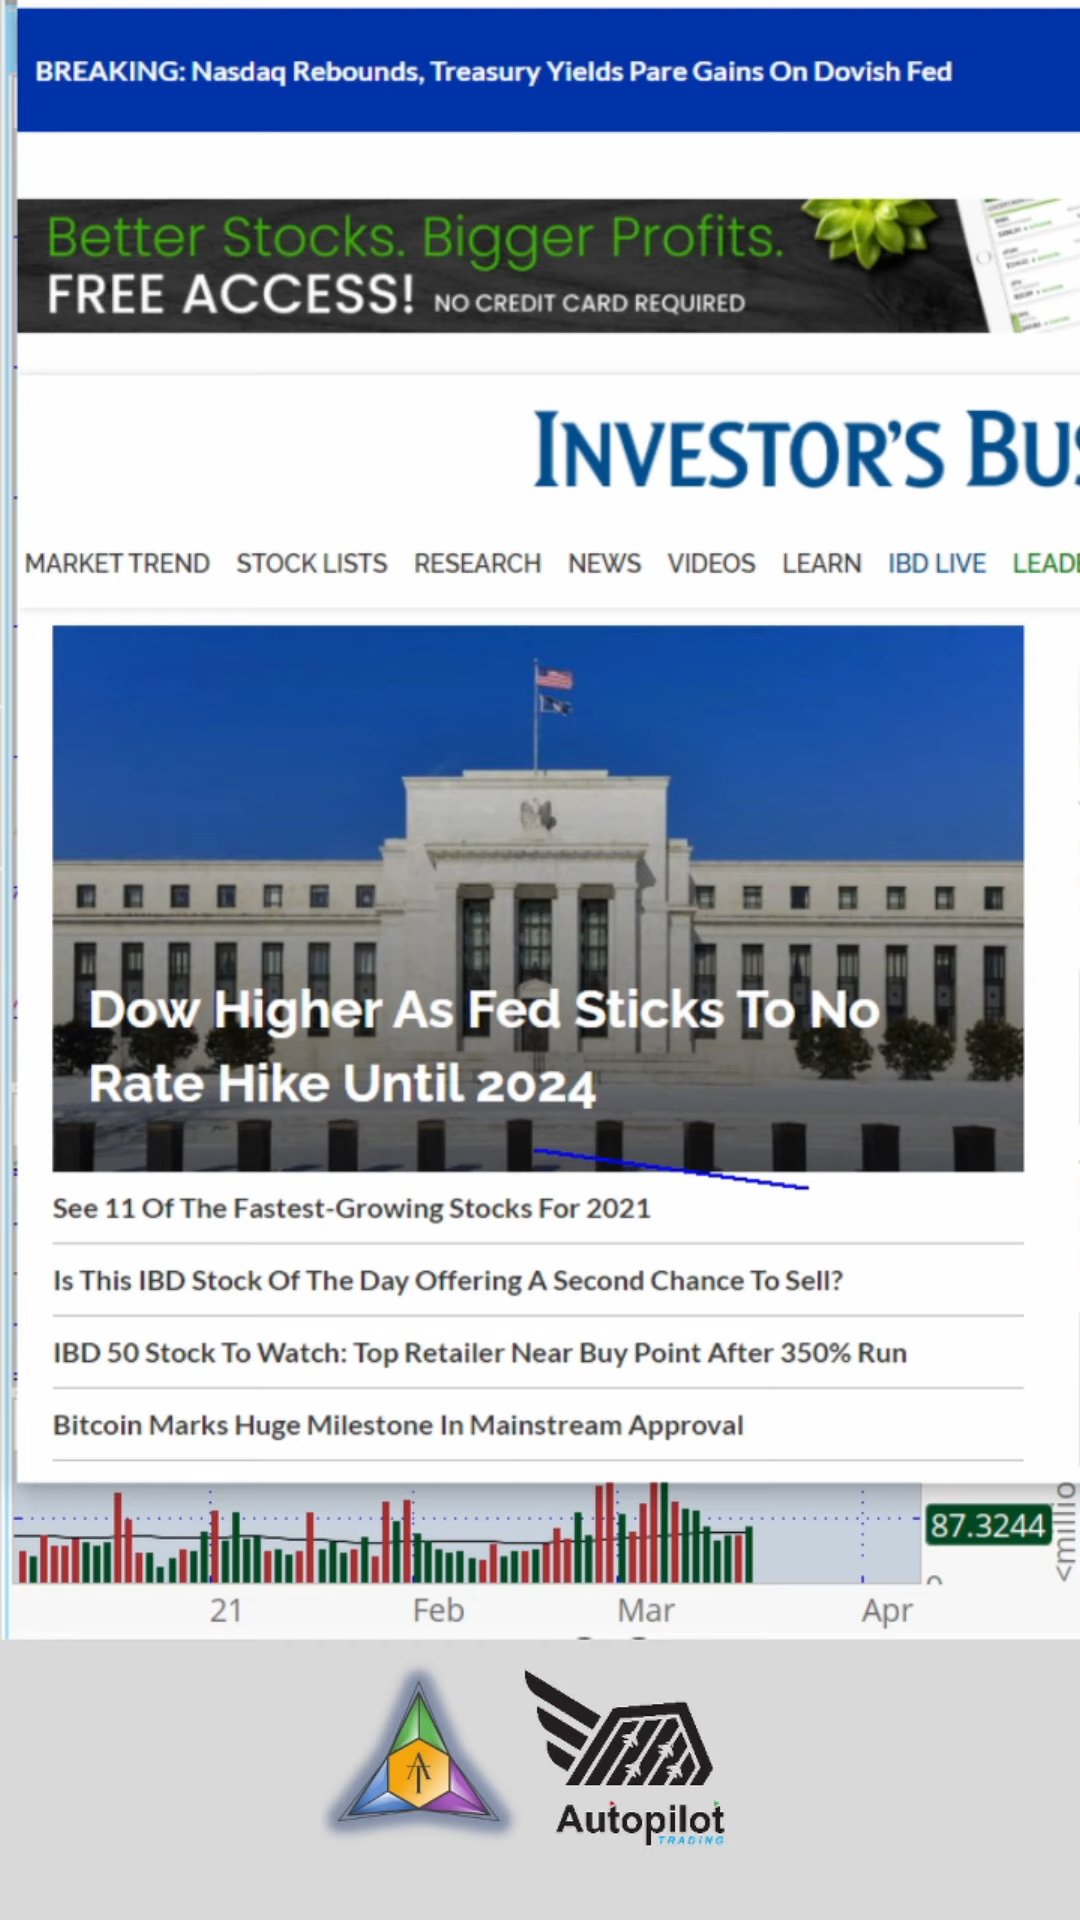 BREAKING: Nasdaq Rebounds, Treasury Yields Pare Gains On Dovish Fed
Better Stocks. Bigger Profits.
FREE ACCESS! NO CREDIT CARD REQUIRED
INVESTOR'S BUS
MARKET TREND STOCK LISTS RESEARCH NEWS VIDEOS LEARN IBD LIVE LEADE
Dow Higher As Fed Sticks To No
Rate Hike Until 2024
See 11 Of The Fastest-Growing Stocks For 2021
Is This IBD Stock Of The Day Offering A Second Chance To Sell?
IBD 50 Stock To Watch: Top Retailer Near Buy Point After 350% Run
Bitcoin Marks Huge Milestone In Mainstream Approval
87.3244
<millio
21 Feb Mar Apr
Autopilot
TRADING